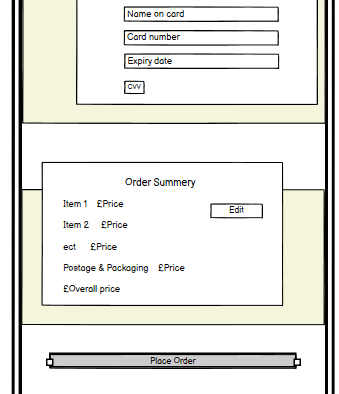 Name on card
Card number
Expiry date
CVV
Order Summery
Item 1 £Price
Edit
Item 2 £Price
ect £Price
Postage & Packaging £Price
£Overall price
Place Order